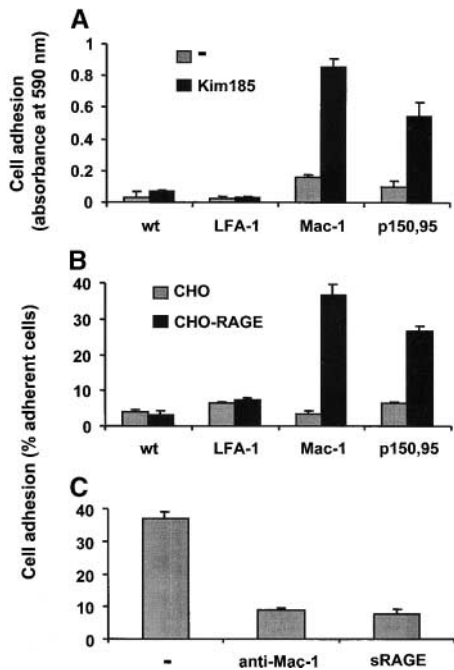 A
Cell adhesion
(absorbance at 590 nm)
-
Kim185
1
0.8
0.6
0.4
0.2
0
wt LFA-1 Mac-1 p150,95
B
Cell adhesion (% adherent cells)
CHO
CHO-RAGE
40
30
20
10
0
wt LFA-1 Mac-1 p150,95
C
40
30
20
10
0
- anti-Mac-1 sRAGE